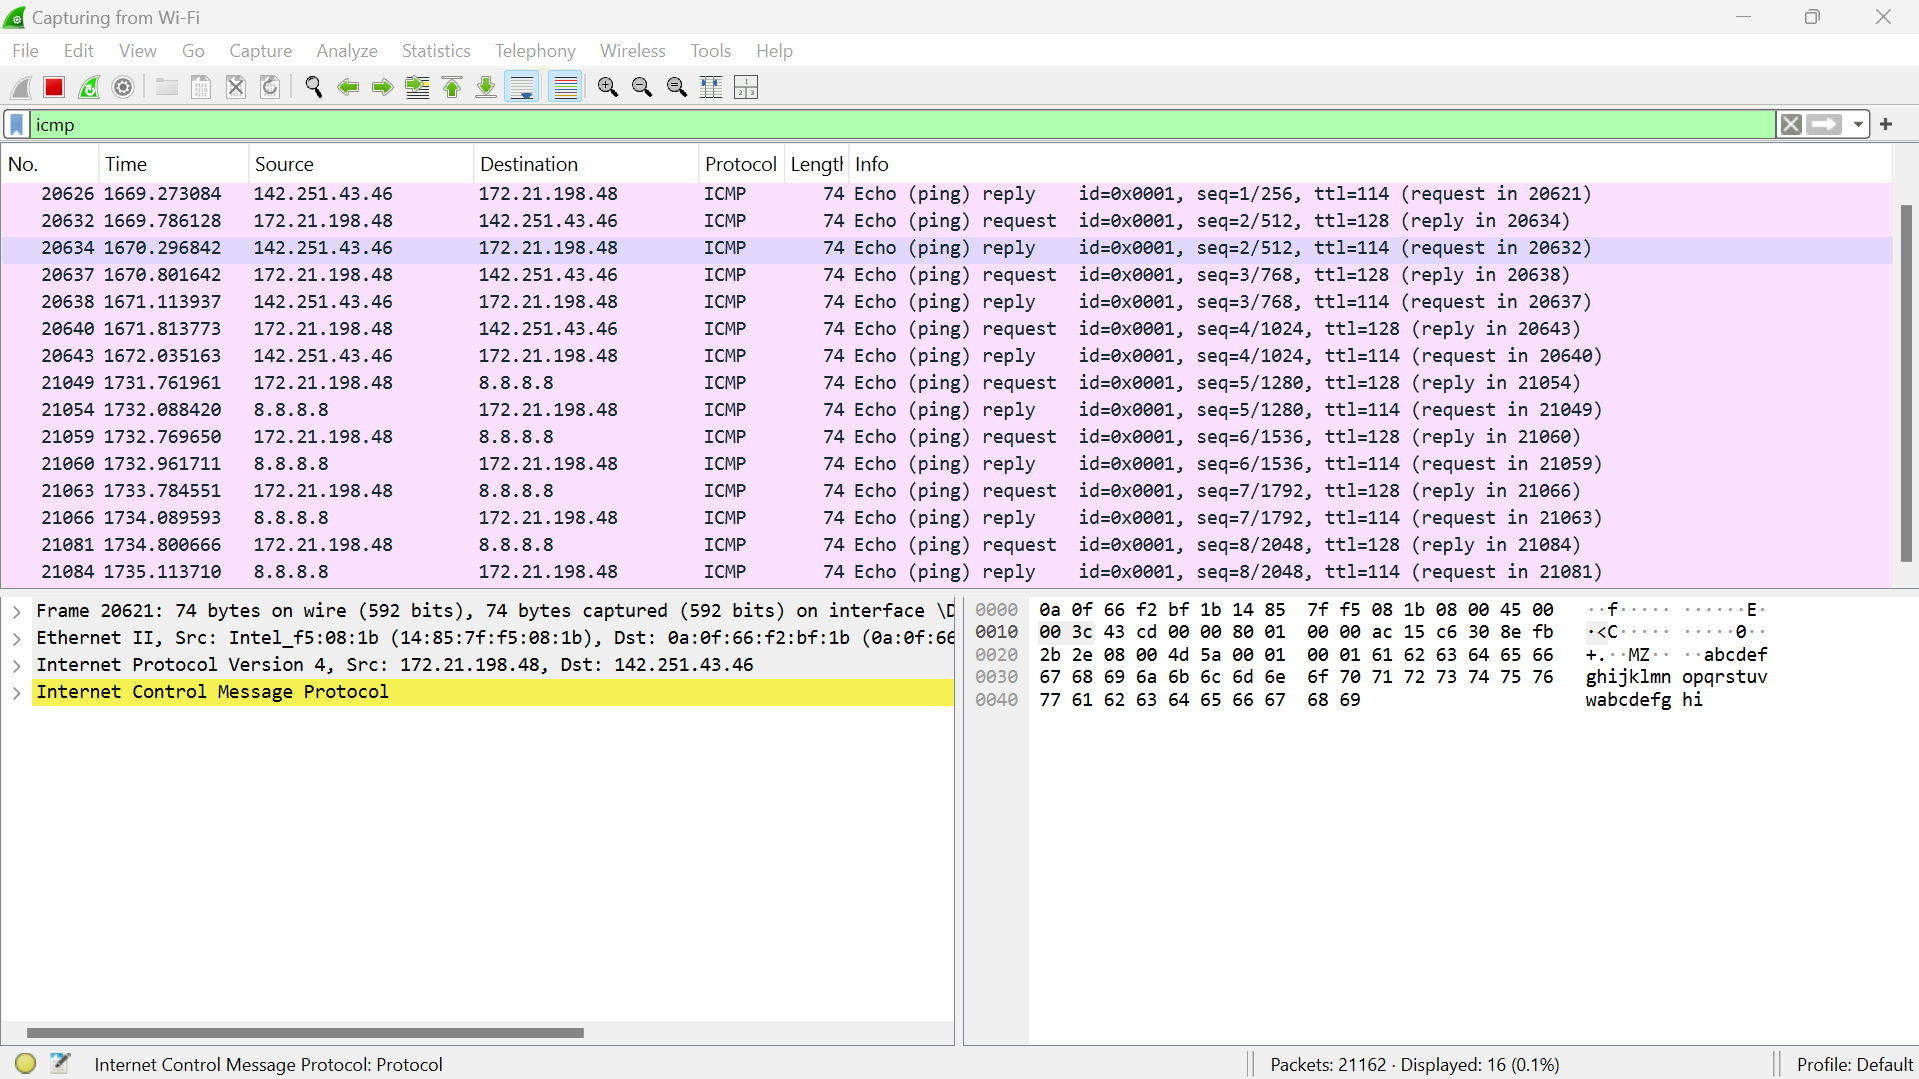 Capturing from Wi-Fi
File Edit View Go Capture Analyze Statistics Telephony Wireless Tools Help
icmp
No. Time Source Destination Protocol Length Info
20626 1669.273084 142.251.43.46 172.21.198.48 ICMP 74 Echo (ping) reply id=0x0001, seq=1/256, ttl=114 (request in 20621)
20632 1669.786128 172.21.198.48 142.251.43.46 ICMP 74 Echo (ping) request id=0x0001, seq=2/512, ttl=128 (reply in 20634)
20634 1670.296842 142.251.43.46 172.21.198.48 ICMP 74 Echo (ping) reply id=0x0001, seq=2/512, ttl=114 (request in 20632)
20637 1670.801642 172.21.198.48 142.251.43.46 ICMP 74 Echo (ping) request id=0x0001, seq=3/768, ttl=128 (reply in 20638)
20638 1671.113937 142.251.43.46 172.21.198.48 ICMP 74 Echo (ping) reply id=0x0001, seq=3/768, ttl=114 (request in 20637)
20640 1671.813773 172.21.198.48 142.251.43.46 ICMP 74 Echo (ping) request id=0x0001, seq=4/1024, ttl=128 (reply in 20643)
20643 1672.035163 142.251.43.46 172.21.198.48 ICMP 74 Echo (ping) reply id=0x0001, seq=4/1024, ttl=114 (request in 20640)
21049 1731.761961 172.21.198.48 8.8.8.8 ICMP 74 Echo (ping) request id=0x0001, seq=5/1280, ttl=128 (reply in 21054)
21054 1732.088420 8.8.8.8 172.21.198.48 ICMP 74 Echo (ping) reply id=0x0001, seq=5/1280, ttl=114 (request in 21049)
21059 1732.769650 172.21.198.48 8.8.8.8 ICMP 74 Echo (ping) request id=0x0001, seq=6/1536, ttl=128 (reply in 21060)
21060 1732.961711 8.8.8.8 172.21.198.48 ICMP 74 Echo (ping) reply id=0x0001, seq=6/1536, ttl=114 (request in 21059)
21063 1733.784551 172.21.198.48 8.8.8.8 ICMP 74 Echo (ping) request id=0x0001, seq=7/1792, ttl=128 (reply in 21066)
21066 1734.089593 8.8.8.8 172.21.198.48 ICMP 74 Echo (ping) reply id=0x0001, seq=7/1792, ttl=114 (request in 21063)
21081 1734.800666 172.21.198.48 8.8.8.8 ICMP 74 Echo (ping) request id=0x0001, seq=8/2048, ttl=128 (reply in 21084)
21084 1735.113710 8.8.8.8 172.21.198.48 ICMP 74 Echo (ping) reply id=0x0001, seq=8/2048, ttl=114 (request in 21081)
Frame 20621: 74 bytes on wire (592 bits), 74 bytes captured (592 bits) on interface \D
Ethernet II, Src: Intel_f5:08:1b (14:85:7f:f5:08:1b), Dst: 0a:0f:66:f2:bf:1b (0a:0f:66
Internet Protocol Version 4, Src: 172.21.198.48, Dst: 142.251.43.46
Internet Control Message Protocol
0000 0a 0f 66 f2 bf 1b 14 85 7f f5 08 1b 08 00 45 00 ··f····· ······E·
0010 00 3c 43 cd 00 00 80 01 00 00 ac 15 c6 30 8e fb ·<C····· ·····0··
0020 2b 2e 08 00 4d 5a 00 01 00 01 61 62 63 64 65 66 +.··MZ·· ··abcdef
0030 67 68 69 6a 6b 6c 6d 6e 6f 70 71 72 73 74 75 76 ghijklmn opqrstuv
0040 77 61 62 63 64 65 66 67 68 69 wabcdefg hi
Internet Control Message Protocol: Protocol
Packets: 21162 · Displayed: 16 (0.1%)
Profile: Default